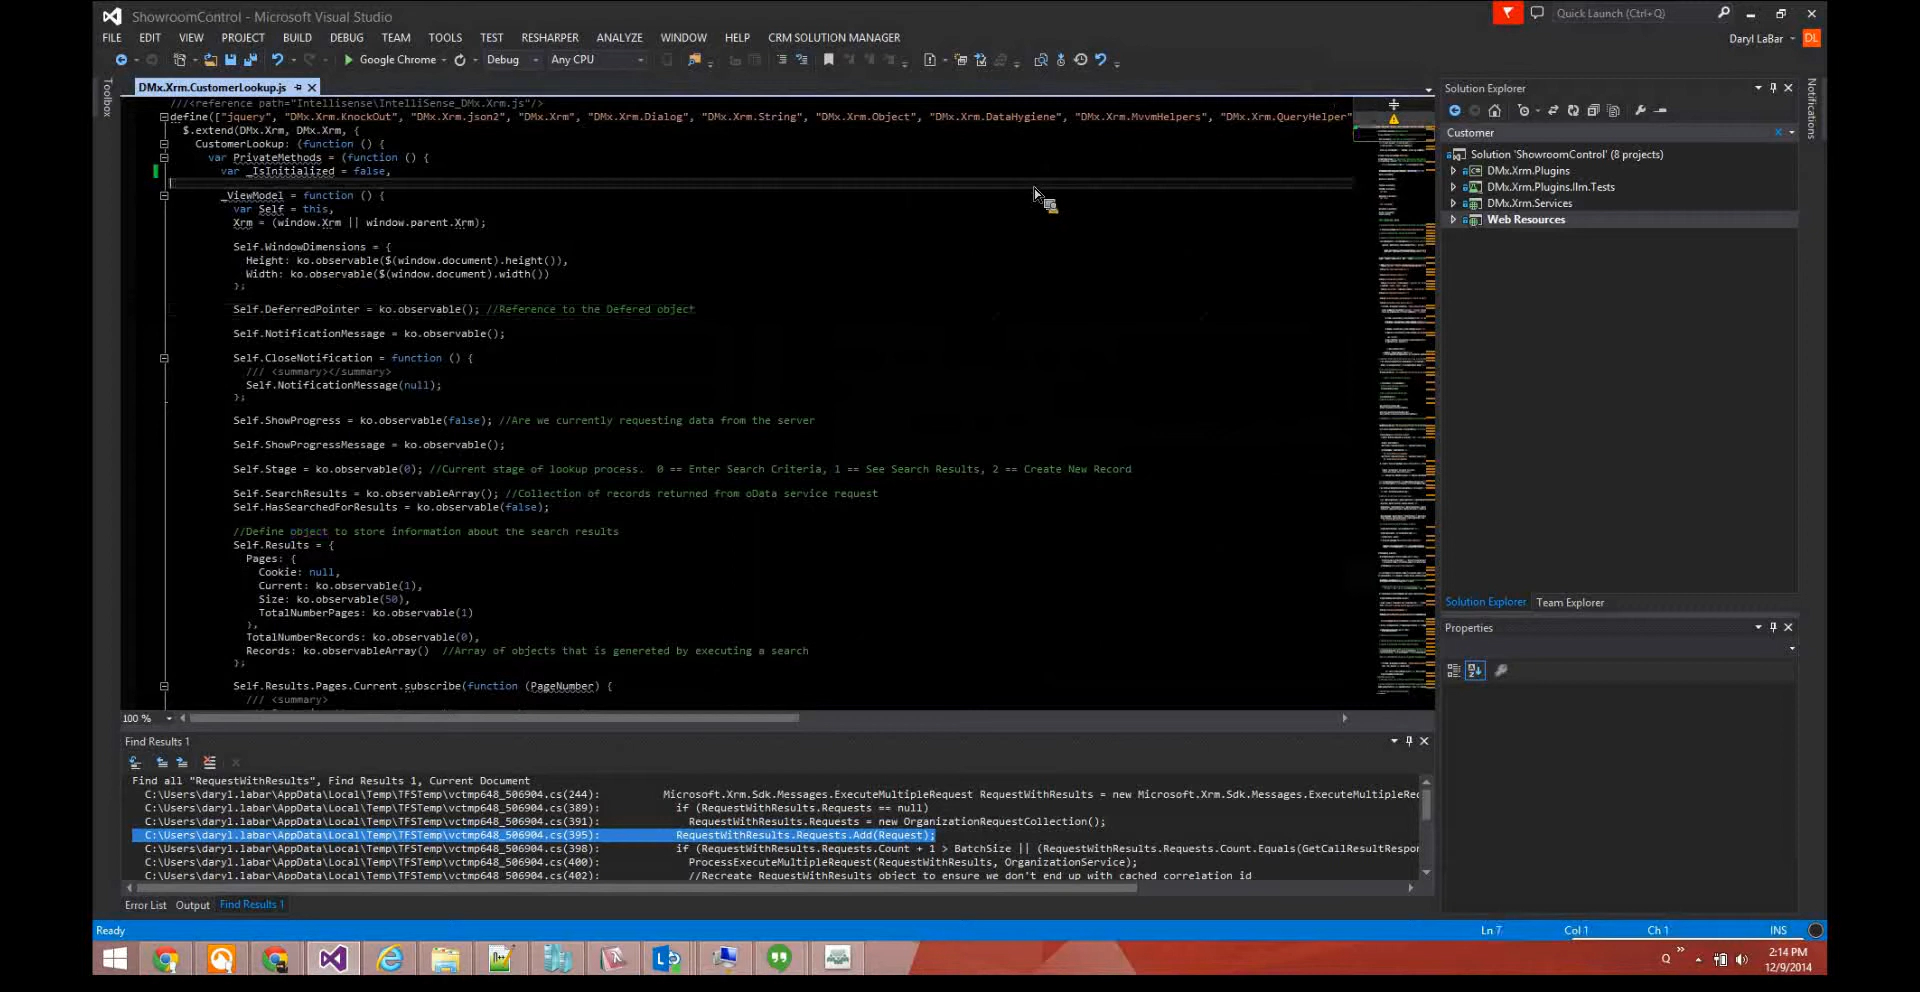 ShowroomControl - Microsoft Visual Studio
Quick Launch (Ctrl+Q)
FILE EDIT VIEW PROJECT BUILD DEBUG TEAM TOOLS TEST RESHARPER ANALYZE WINDOW HELP CRM SOLUTION MANAGER
Daryl LaBar DL
Google Chrome Debug Any CPU
Toolbox
DMx.Xrm.CustomerLookup.js
///<reference path="Intellisense\IntelliSense_DMx.Xrm.js"/>
define(["jquery", "DMx.Xrm.KnockOut", "DMx.Xrm.json2", "DMx.Xrm", "DMx.Xrm.Dialog", "DMx.Xrm.String", "DMx.Xrm.Object", "DMx.Xrm.DataHygiene", "DMx.Xrm.MvvmHelpers", "DMx.Xrm.QueryHelper"
$.extend(DMx.Xrm, DMx.Xrm, {
CustomerLookup: (function () {
var PrivateMethods = (function () {
var _IsInitialized = false,
_ViewModel = function () {
var Self = this,
Xrm = (window.Xrm || window.parent.Xrm);
Self.WindowDimensions = {
Height: ko.observable($(window.document).height()),
Width: ko.observable($(window.document).width())
};
Self.DeferredPointer = ko.observable(); //Reference to the Defered object
Self.NotificationMessage = ko.observable();
Self.CloseNotification = function () {
/// <summary></summary>
Self.NotificationMessage(null);
};
Self.ShowProgress = ko.observable(false); //Are we currently requesting data from the server
Self.ShowProgressMessage = ko.observable();
Self.Stage = ko.observable(0); //Current stage of lookup process.  0 == Enter Search Criteria, 1 == See Search Results, 2 == Create New Record
Self.SearchResults = ko.observableArray(); //Collection of records returned from oData service request
Self.HasSearchedForResults = ko.observable(false);
//Define object to store information about the search results
Self.Results = {
Pages: {
Cookie: null,
Current: ko.observable(1),
Size: ko.observable(50),
TotalNumberPages: ko.observable(1)
},
TotalNumberRecords: ko.observable(0),
Records: ko.observableArray()  //Array of objects that is genereted by executing a search
};
Self.Results.Pages.Current.subscribe(function (PageNumber) {
/// <summary>
100 %
Solution Explorer
Customer
Solution 'ShowroomControl' (8 projects)
DMx.Xrm.Plugins
DMx.Xrm.Plugins.llm.Tests
DMx.Xrm.Services
Web Resources
Solution Explorer Team Explorer
Properties
Notifications
Find Results 1
Find all "RequestWithResults", Find Results 1, Current Document
C:\Users\daryl.labar\AppData\Local\Temp\TFSTemp\vctmp648_506904.cs(244): Microsoft.Xrm.Sdk.Messages.ExecuteMultipleRequest RequestWithResults = new Microsoft.Xrm.Sdk.Messages.ExecuteMultipleRec
C:\Users\daryl.labar\AppData\Local\Temp\TFSTemp\vctmp648_506904.cs(389): if (RequestWithResults.Requests == null)
C:\Users\daryl.labar\AppData\Local\Temp\TFSTemp\vctmp648_506904.cs(391): RequestWithResults.Requests = new OrganizationRequestCollection();
C:\Users\daryl.labar\AppData\Local\Temp\TFSTemp\vctmp648_506904.cs(395): RequestWithResults.Requests.Add(Request);
C:\Users\daryl.labar\AppData\Local\Temp\TFSTemp\vctmp648_506904.cs(398): if (RequestWithResults.Requests.Count + 1 > BatchSize || (RequestWithResults.Requests.Count.Equals(GetCallResultRespor
C:\Users\daryl.labar\AppData\Local\Temp\TFSTemp\vctmp648_506904.cs(400): ProcessExecuteMultipleRequest(RequestWithResults, OrganizationService);
C:\Users\daryl.labar\AppData\Local\Temp\TFSTemp\vctmp648_506904.cs(402): //Recreate RequestWithResults object to ensure we don't end up with cached correlation id
Error List Output Find Results 1
Ready Ln 7 Col 1 Ch 1 INS
2:14 PM
12/9/2014